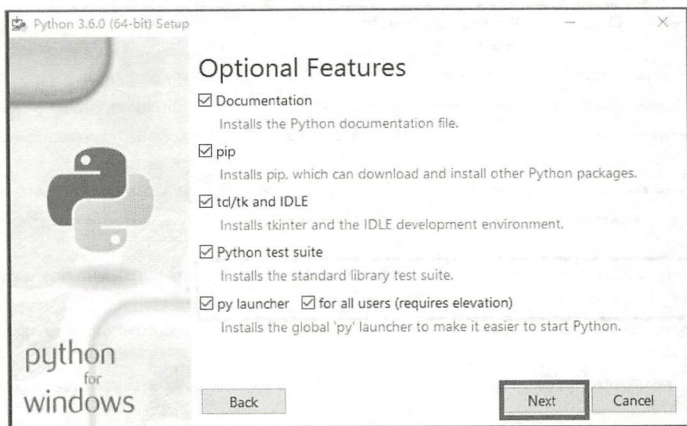 Python 3.6.0 (64-bit) Setup
Optional Features
Documentation
Installs the Python documentation file.
pip
Installs pip, which can download and install other Python packages.
tcl/tk and IDLE
Installs tkinter and the IDLE development environment.
Python test suite
Installs the standard library test suite.
py launcher for all users (requires elevation)
Installs the global 'py' launcher to make it easier to start Python.
python
for
windows
Back Next Cancel